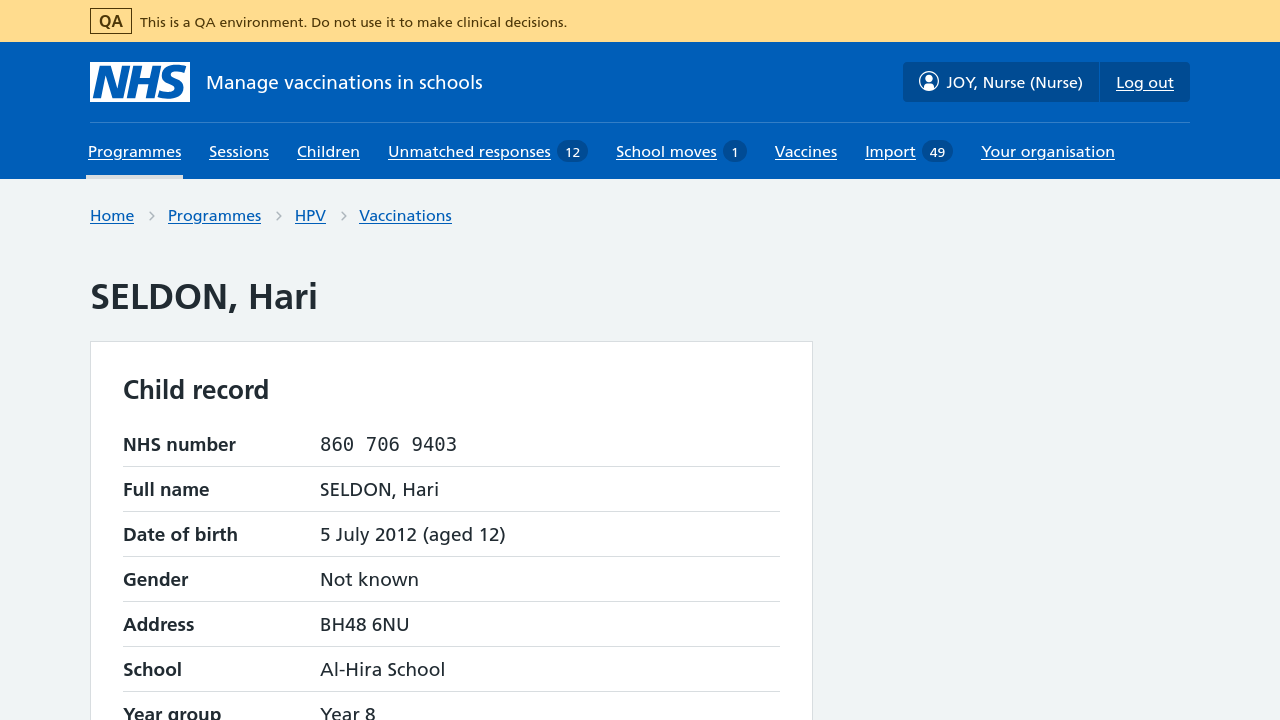 QA This is a QA environment. Do not use it to make clinical decisions.
NHS Manage vaccinations in schools JOY, Nurse (Nurse) Log out
Programmes Sessions Children Unmatched responses 12 School moves 1 Vaccines Import 49 Your organisation
Home Programmes HPV Vaccinations
SELDON, Hari
Child record
NHS number 860 706 9403
Full name SELDON, Hari
Date of birth 5 July 2012 (aged 12)
Gender Not known
Address BH48 6NU
School Al-Hira School
Year group Year 8